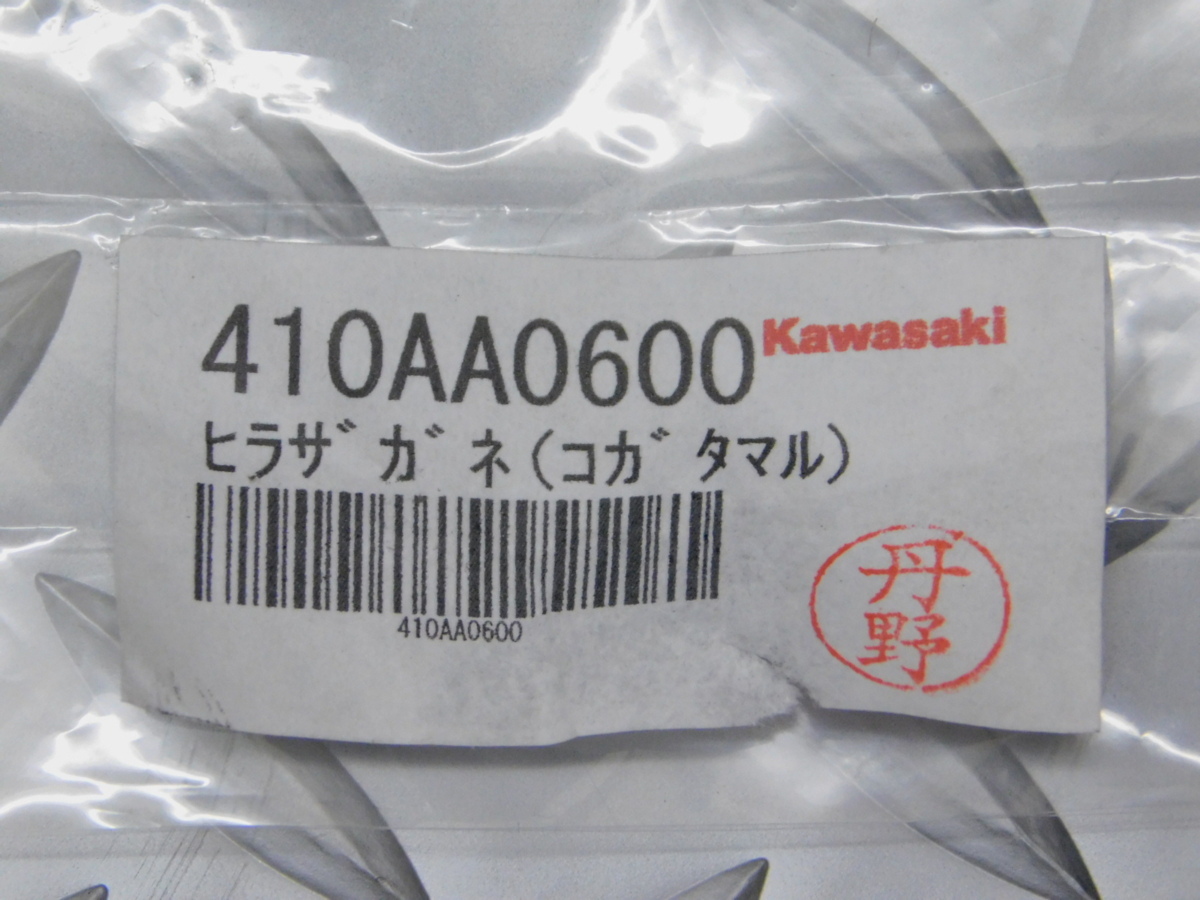 410AA0600 Kawasaki
ﾋﾗｻﾞｶﾞﾈ(ｺｶﾞﾀﾏﾙ)
410AA0600
丹野